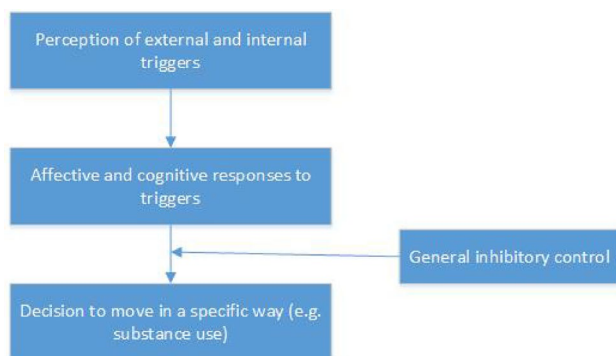 Perception of external and internal
triggers
Affective and cognitive responses to
triggers
General inhibitory control
Decision to move in a specific way (e.g.
substance use)